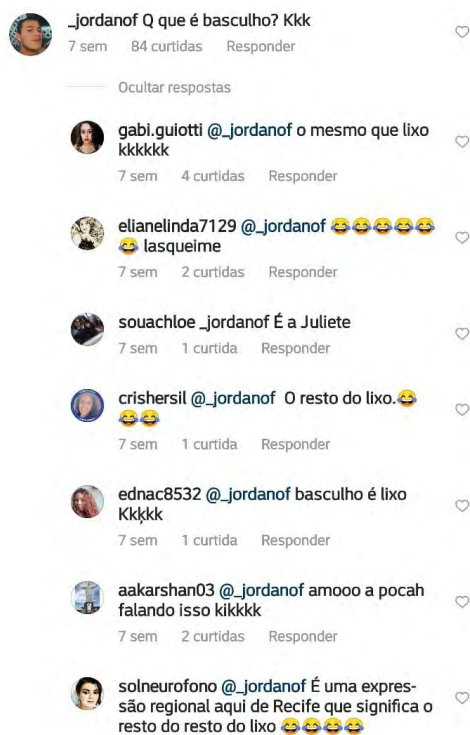 _jordanof Q que é basculho? Kkk
7 sem 84 curtidas Responder
Ocultar respostas
gabi.guiotti @_jordanof o mesmo que lixo
kkkkkk
7 sem 4 curtidas Responder
elianelinda7129 @_jordanof 😂😂😂😂😂
😂 lasqueime
7 sem 2 curtidas Responder
souachloe _jordanof É a Juliete
7 sem 1 curtida Responder
crishersil @_jordanof O resto do lixo.😂
😂😂
7 sem 1 curtida Responder
ednac8532 @_jordanof basculho é lixo
Kkķkk
7 sem 1 curtida Responder
aakarshan03 @_jordanof amooo a pocah
falando isso kikkkk
7 sem 2 curtidas Responder
solneurofono @_jordanof É uma expres-
são regional aqui de Recife que significa o
resto do resto do lixo 😂😂😂😂